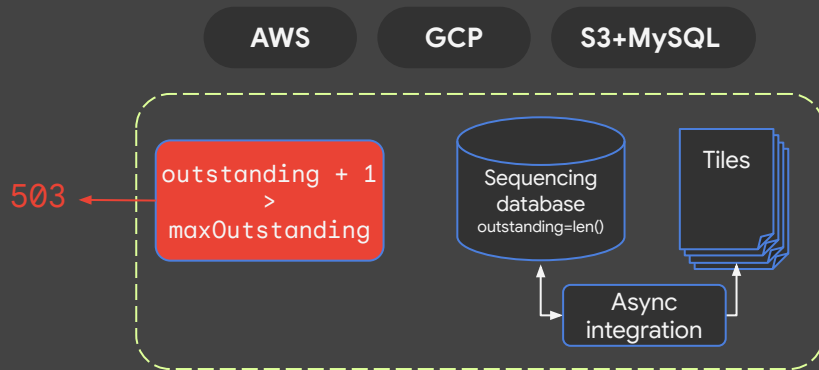 AWS
GCP
S3+MySQL
503
outstanding + 1
>
maxOutstanding
Sequencing
database
outstanding=len()
Tiles
Async
integration